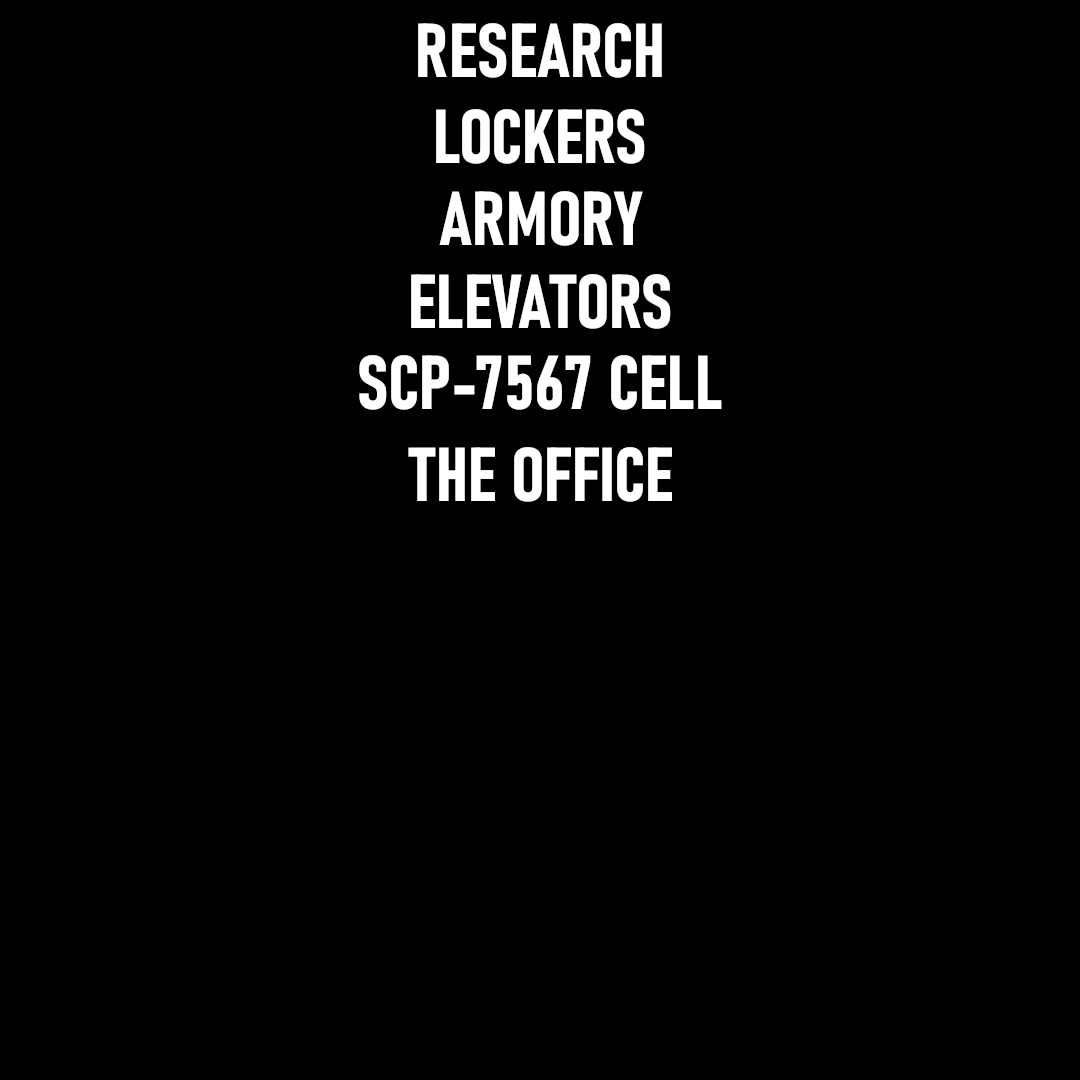 RESEARCH
LOCKERS
ARMORY
ELEVATORS
SCP-7567 CELL
THE OFFICE